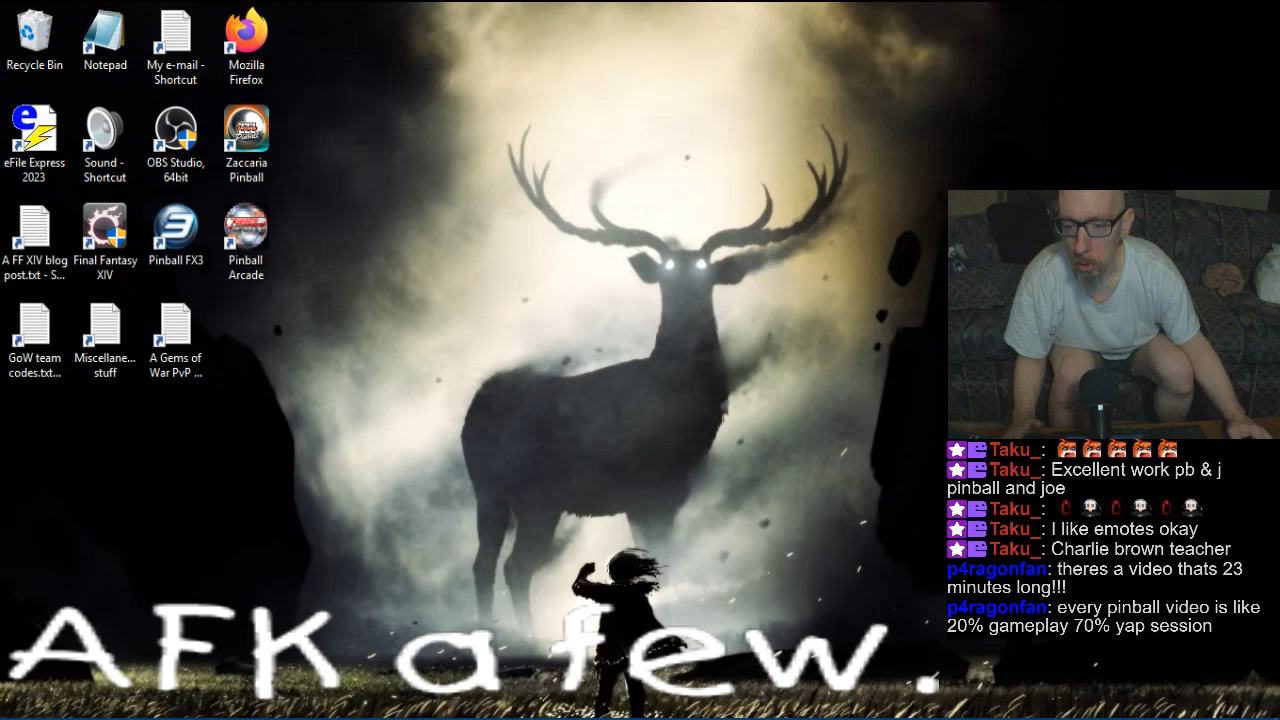 Recycle Bin
Notepad
My e-mail -
Shortcut
Mozilla
Firefox
eFile Express
2023
Sound -
Shortcut
OBS Studio,
64bit
Zaccaria
Pinball
A FF XIV blog
post.txt - S...
Final Fantasy
XIV
Pinball FX3
Pinball
Arcade
GoW team
codes.txt...
Miscellane...
stuff
A Gems of
War PvP ...
AFK a few.
Taku_:
Taku_: Excellent work pb & j
pinball and joe
Taku_:
Taku_: I like emotes okay
Taku_: Charlie brown teacher
p4ragonfan: theres a video thats 23
minutes long!!!
p4ragonfan: every pinball video is like
20% gameplay 70% yap session